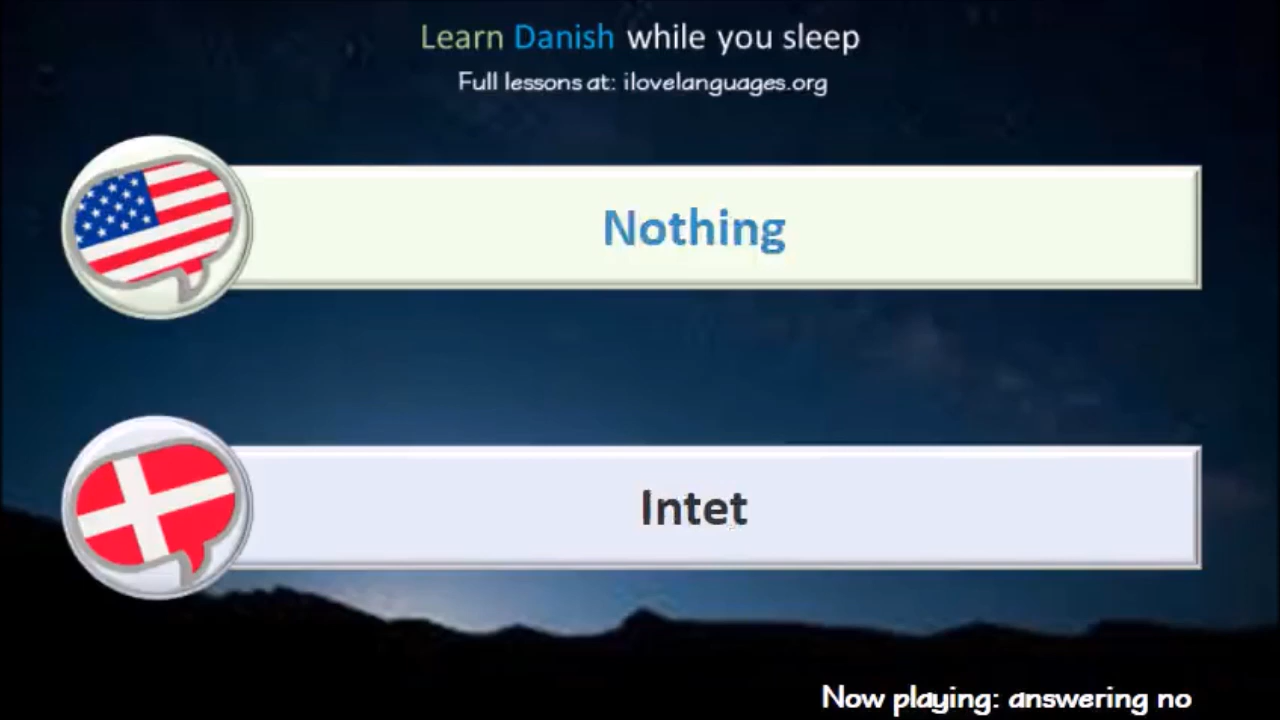 Learn Danish while you sleep
Full lessons at: ilovelanguages.org
Nothing
Intet
Now playing: answering no